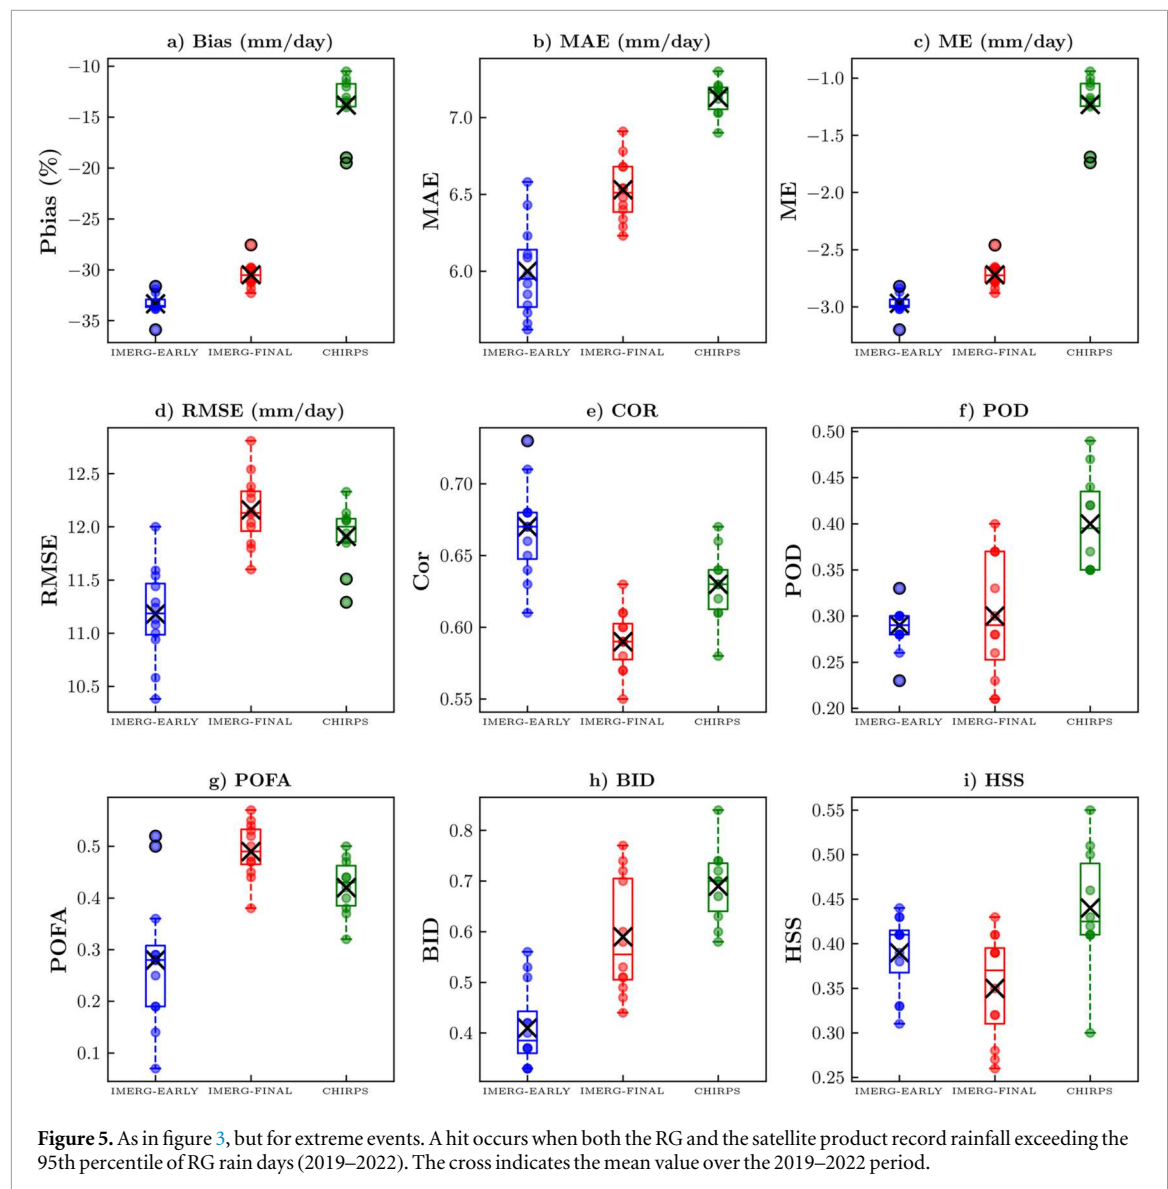 a) Bias (mm/day)
Pbias (%)
−10
−15
−20
−25
−30
−35
IMERG-EARLY IMERG-FINAL CHIRPS
b) MAE (mm/day)
MAE
7.0
6.5
6.0
IMERG-EARLY IMERG-FINAL CHIRPS
c) ME (mm/day)
ME
−1.0
−1.5
−2.0
−2.5
−3.0
IMERG-EARLY IMERG-FINAL CHIRPS
d) RMSE (mm/day)
RMSE
12.5
12.0
11.5
11.0
10.5
IMERG-EARLY IMERG-FINAL CHIRPS
e) COR
Cor
0.70
0.65
0.60
0.55
IMERG-EARLY IMERG-FINAL CHIRPS
f) POD
POD
0.50
0.45
0.40
0.35
0.30
0.25
0.20
IMERG-EARLY IMERG-FINAL CHIRPS
g) POFA
POFA
0.5
0.4
0.3
0.2
0.1
IMERG-EARLY IMERG-FINAL CHIRPS
h) BID
BID
0.8
0.7
0.6
0.5
0.4
IMERG-EARLY IMERG-FINAL CHIRPS
i) HSS
HSS
0.55
0.50
0.45
0.40
0.35
0.30
0.25
IMERG-EARLY IMERG-FINAL CHIRPS
Figure 5. As in figure 3, but for extreme events. A hit occurs when both the RG and the satellite product record rainfall exceeding the
95th percentile of RG rain days (2019–2022). The cross indicates the mean value over the 2019–2022 period.